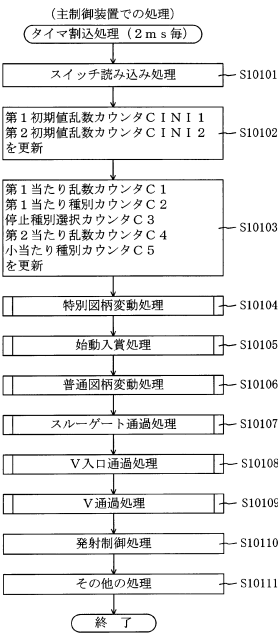 （主制御装置での処理）
タイマ割込処理（２ｍｓ毎）
スイッチ読み込み処理
S10101
第１初期値乱数カウンタＣＩＮＩ１
第２初期値乱数カウンタＣＩＮＩ２
を更新
S10102
第１当たり乱数カウンタＣ１
第１当たり種別カウンタＣ２
停止種別選択カウンタＣ３
第２当たり乱数カウンタＣ４
小当たり種別カウンタＣ５
を更新
S10103
特別図柄変動処理
S10104
始動入賞処理
S10105
普通図柄変動処理
S10106
スルーゲート通過処理
S10107
Ｖ入口通過処理
S10108
Ｖ通過処理
S10109
発射制御処理
S10110
その他の処理
S10111
終　了